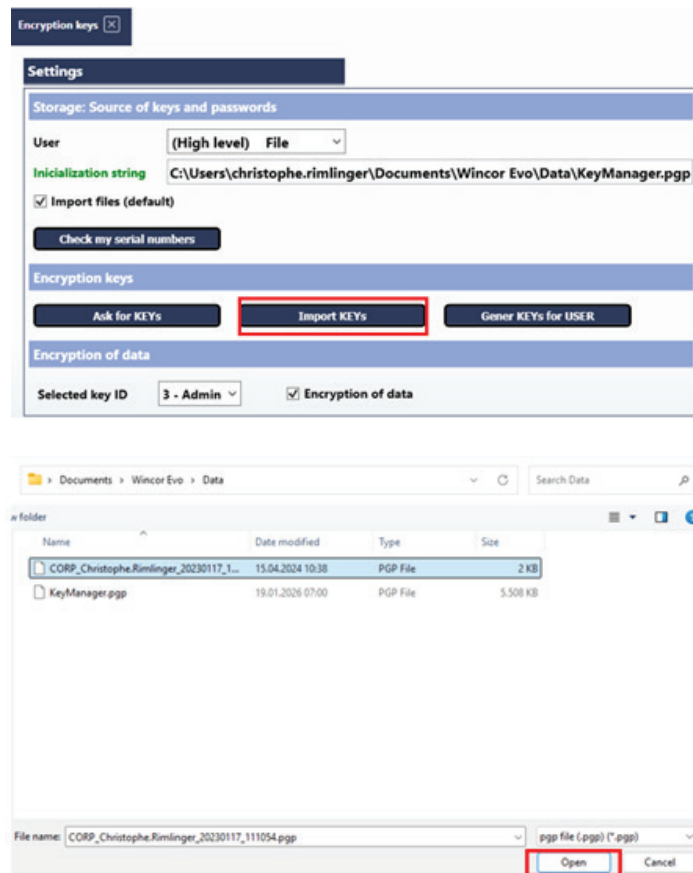 Encryption keys
Settings
Storage: Source of keys and passwords
User (High level) File
Inicialization string C:\Users\christophe.rimlinger\Documents\Wincor Evo\Data\KeyManager.pgp
Import files (default)
Check my serial numbers
Encryption keys
Ask for KEYs Import KEYs Gener KEYs for USER
Encryption of data
Selected key ID 3 - Admin Encryption of data
Documents › Wincor Evo › Data Search Data
w folder
Name Date modified Type Size
CORP_Christophe.Rimlinger_20230117_1... 15.04.2024 10:38 PGP File 2 KB
KeyManager.pgp 19.01.2026 07:00 PGP File 5.508 KB
File name: CORP_Christophe.Rimlinger_20230117_111054.pgp pgp file (.pgp) (*.pgp)
Open Cancel